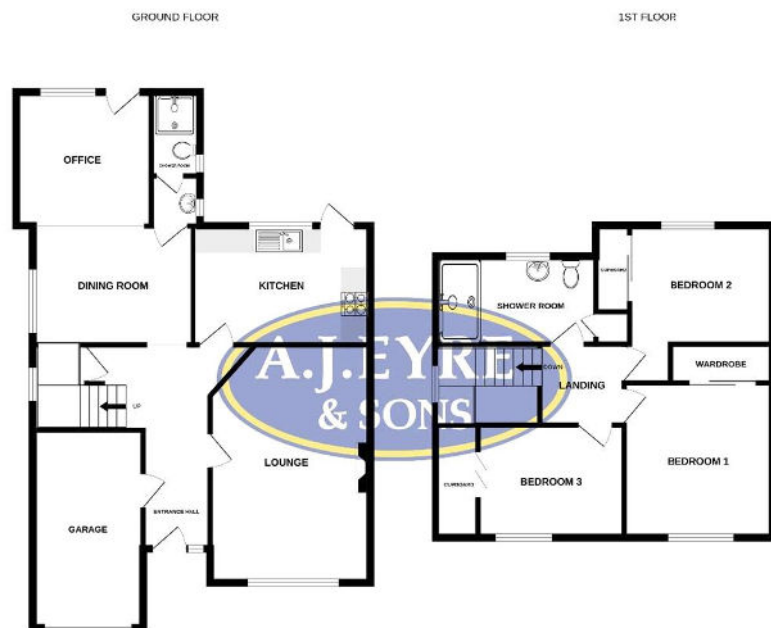 GROUND FLOOR
1ST FLOOR
OFFICE
SHOWER ROOM
DINING ROOM
KITCHEN
UP
LOUNGE
ENTRANCE HALL
GARAGE
A.J.EYRE
& SONS
CUPBOARD
BEDROOM 2
SHOWER ROOM
WARDROBE
DOWN
LANDING
BEDROOM 1
BEDROOM 3
CUPBOARD